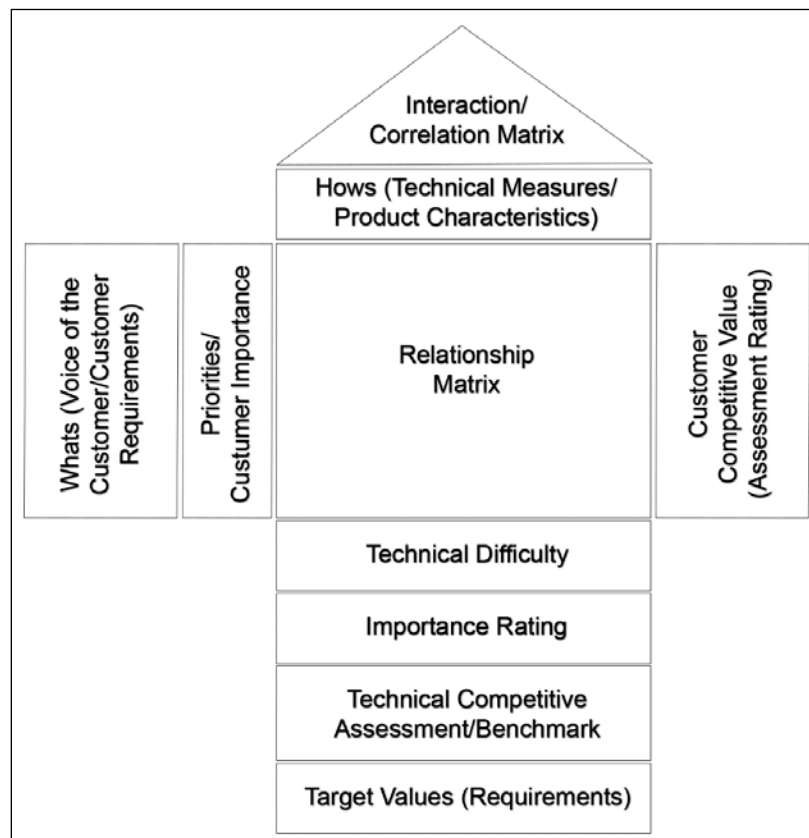 Interaction/
Correlation Matrix
Hows (Technical Measures/
Product Characteristics)
Whats (Voice of the
Customer/Customer
Requirements)
Priorities/
Custumer Importance
Relationship
Matrix
Customer
Competitive Value
(Assessment Rating)
Technical Difficulty
Importance Rating
Technical Competitive
Assessment/Benchmark
Target Values (Requirements)